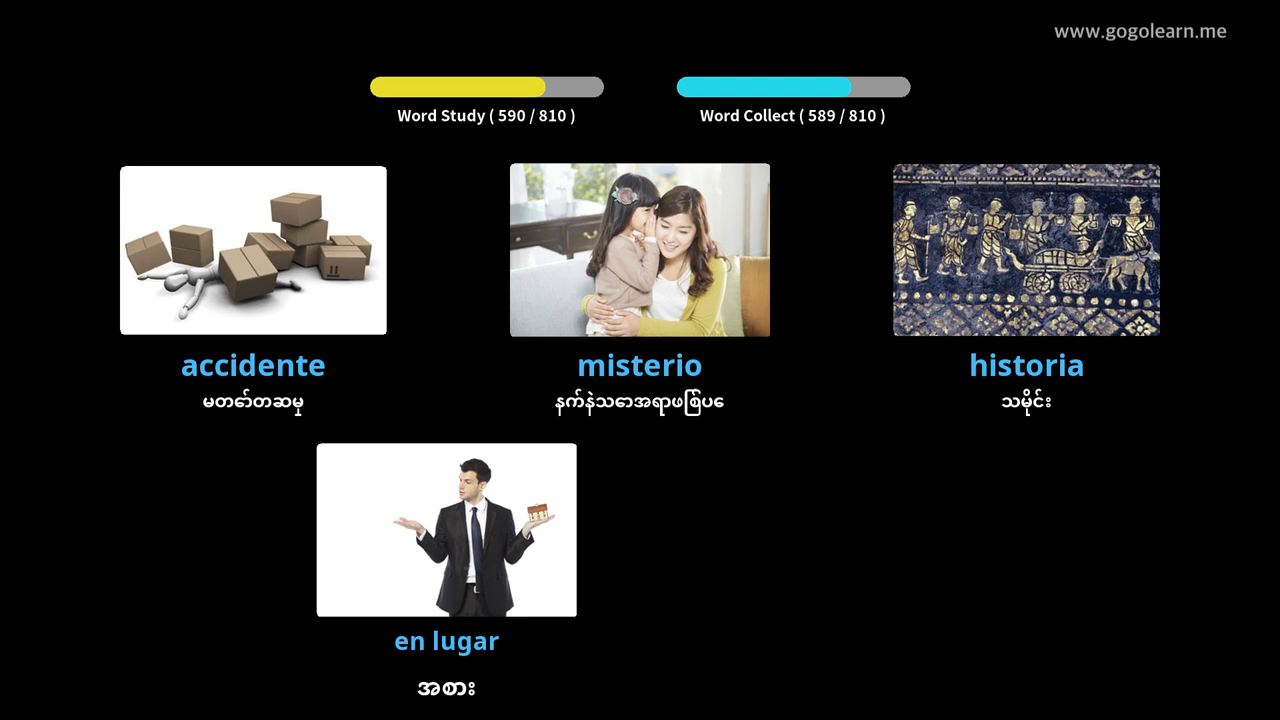 www.gogolearn.me
Word Study ( 590 / 810 )
Word Collect ( 589 / 810 )
accidente
မတော်တဆမှု
misterio
နက်နဲသောအရာဖြစ်ပေ
historia
သမိုင်း
en lugar
အစား